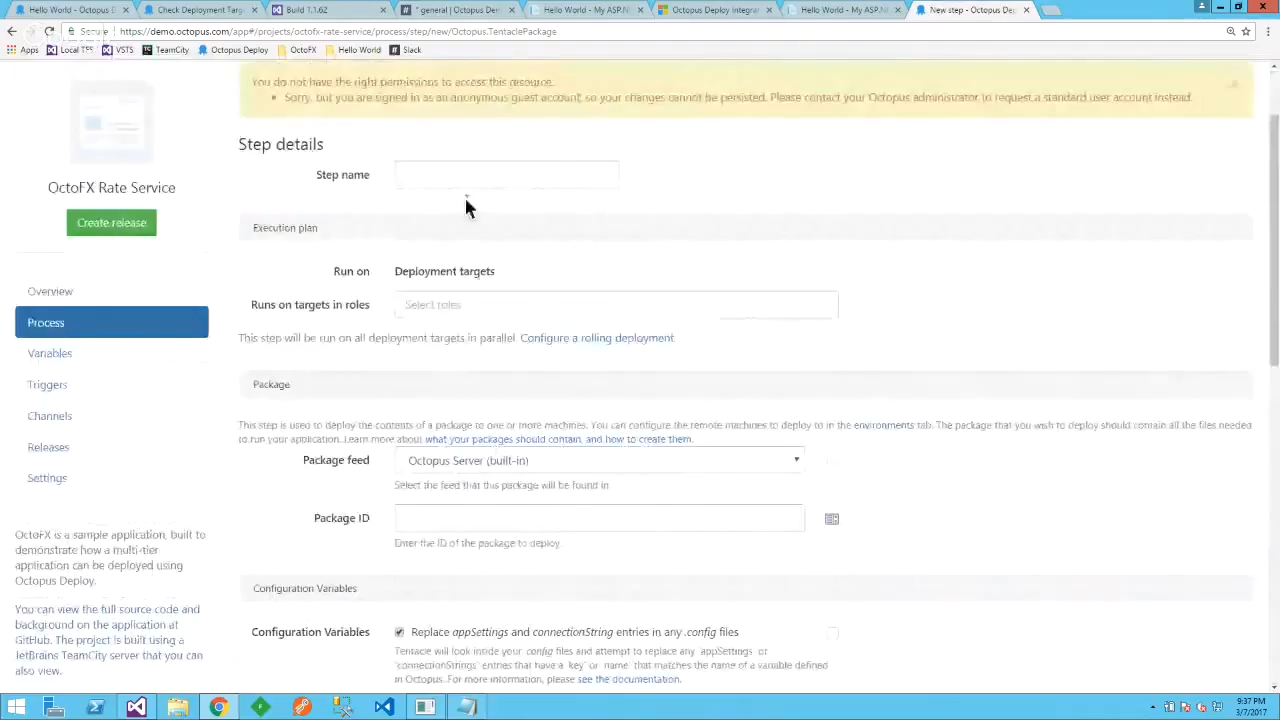 Hello World - Octopus D
Check Deployment Targ
Build 1.1.62
* general | Octopus Dem
Hello World - My ASP.N
Octopus Deploy Integrat
Hello World - My ASP.NI
New step - Octopus Dep
Secure https://demo.octopus.com/app#/projects/octofx-rate-service/process/step/new/Octopus.TentaclePackage
Apps Local TFS VSTS TC TeamCity Octopus Deploy OctoFX Hello World # Slack
You do not have the right permissions to access this resource.
• Sorry, but you are signed in as an anonymous guest account, so your changes cannot be persisted. Please contact your Octopus administrator to request a standard user account instead.
OctoFX Rate Service
Create release
Overview
Process
Variables
Triggers
Channels
Releases
Settings
OctoFX is a sample application, built to
demonstrate how a multi-tier
application can be deployed using
Octopus Deploy.
You can view the full source code and
background on the application at
GitHub. The project is built using a
JetBrains TeamCity server that you can
also view.
Step details
Step name
Execution plan
Run on Deployment targets
Runs on targets in roles Select roles
This step will be run on all deployment targets in parallel. Configure a rolling deployment
Package
This step is used to deploy the contents of a package to one or more machines. You can configure the remote machines to deploy to in the environments tab. The package that you wish to deploy should contain all the files needed
to run your application. Learn more about what your packages should contain, and how to create them.
Package feed Octopus Server (built-in)
Select the feed that this package will be found in.
Package ID
Enter the ID of the package to deploy.
Configuration Variables
Configuration Variables Replace appSettings and connectionString entries in any .config files
Tentacle will look inside your .config files and attempt to replace any `appSettings` or
`connectionStrings` entries that have a `key` or `name` that matches the name of a variable defined
in Octopus. For more information, please see the documentation.
9:37 PM
3/7/2017